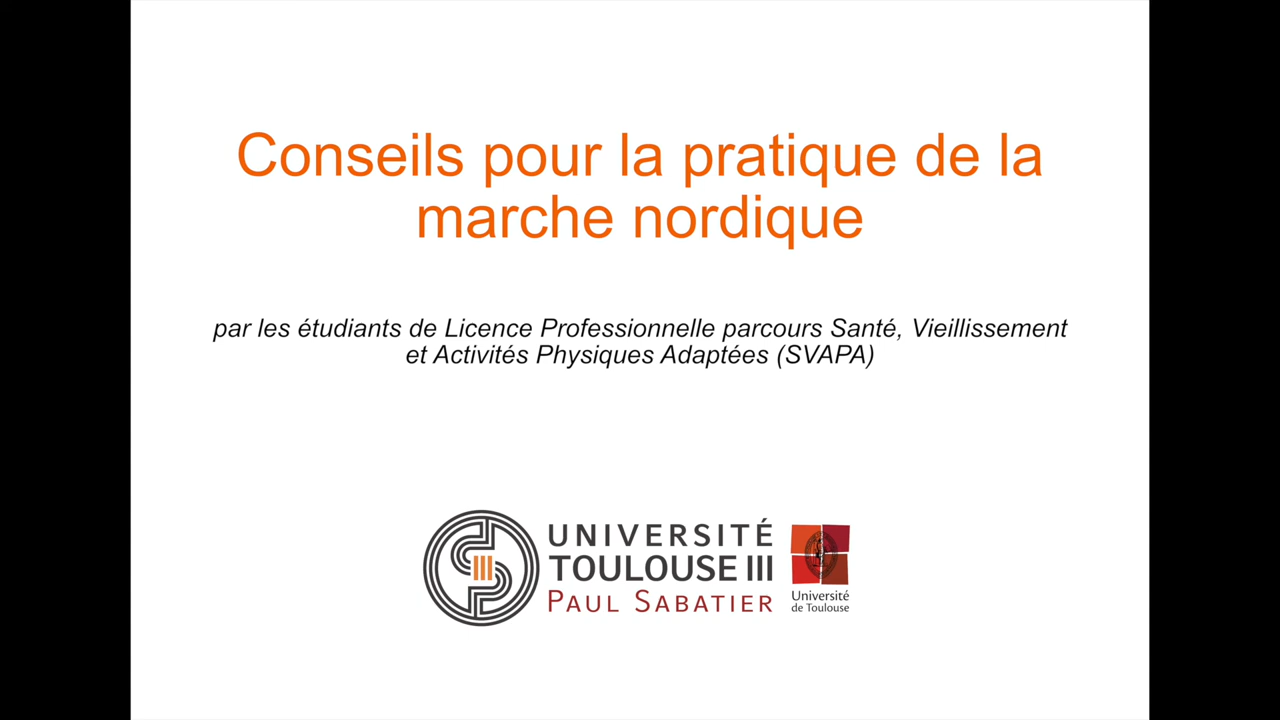 Conseils pour la pratique de la
marche nordique
par les étudiants de Licence Professionnelle parcours Santé, Vieillissement
et Activités Physiques Adaptées (SVAPA)
UNIVERSITÉ
TOULOUSE III
PAUL SABATIER
Université
de Toulouse